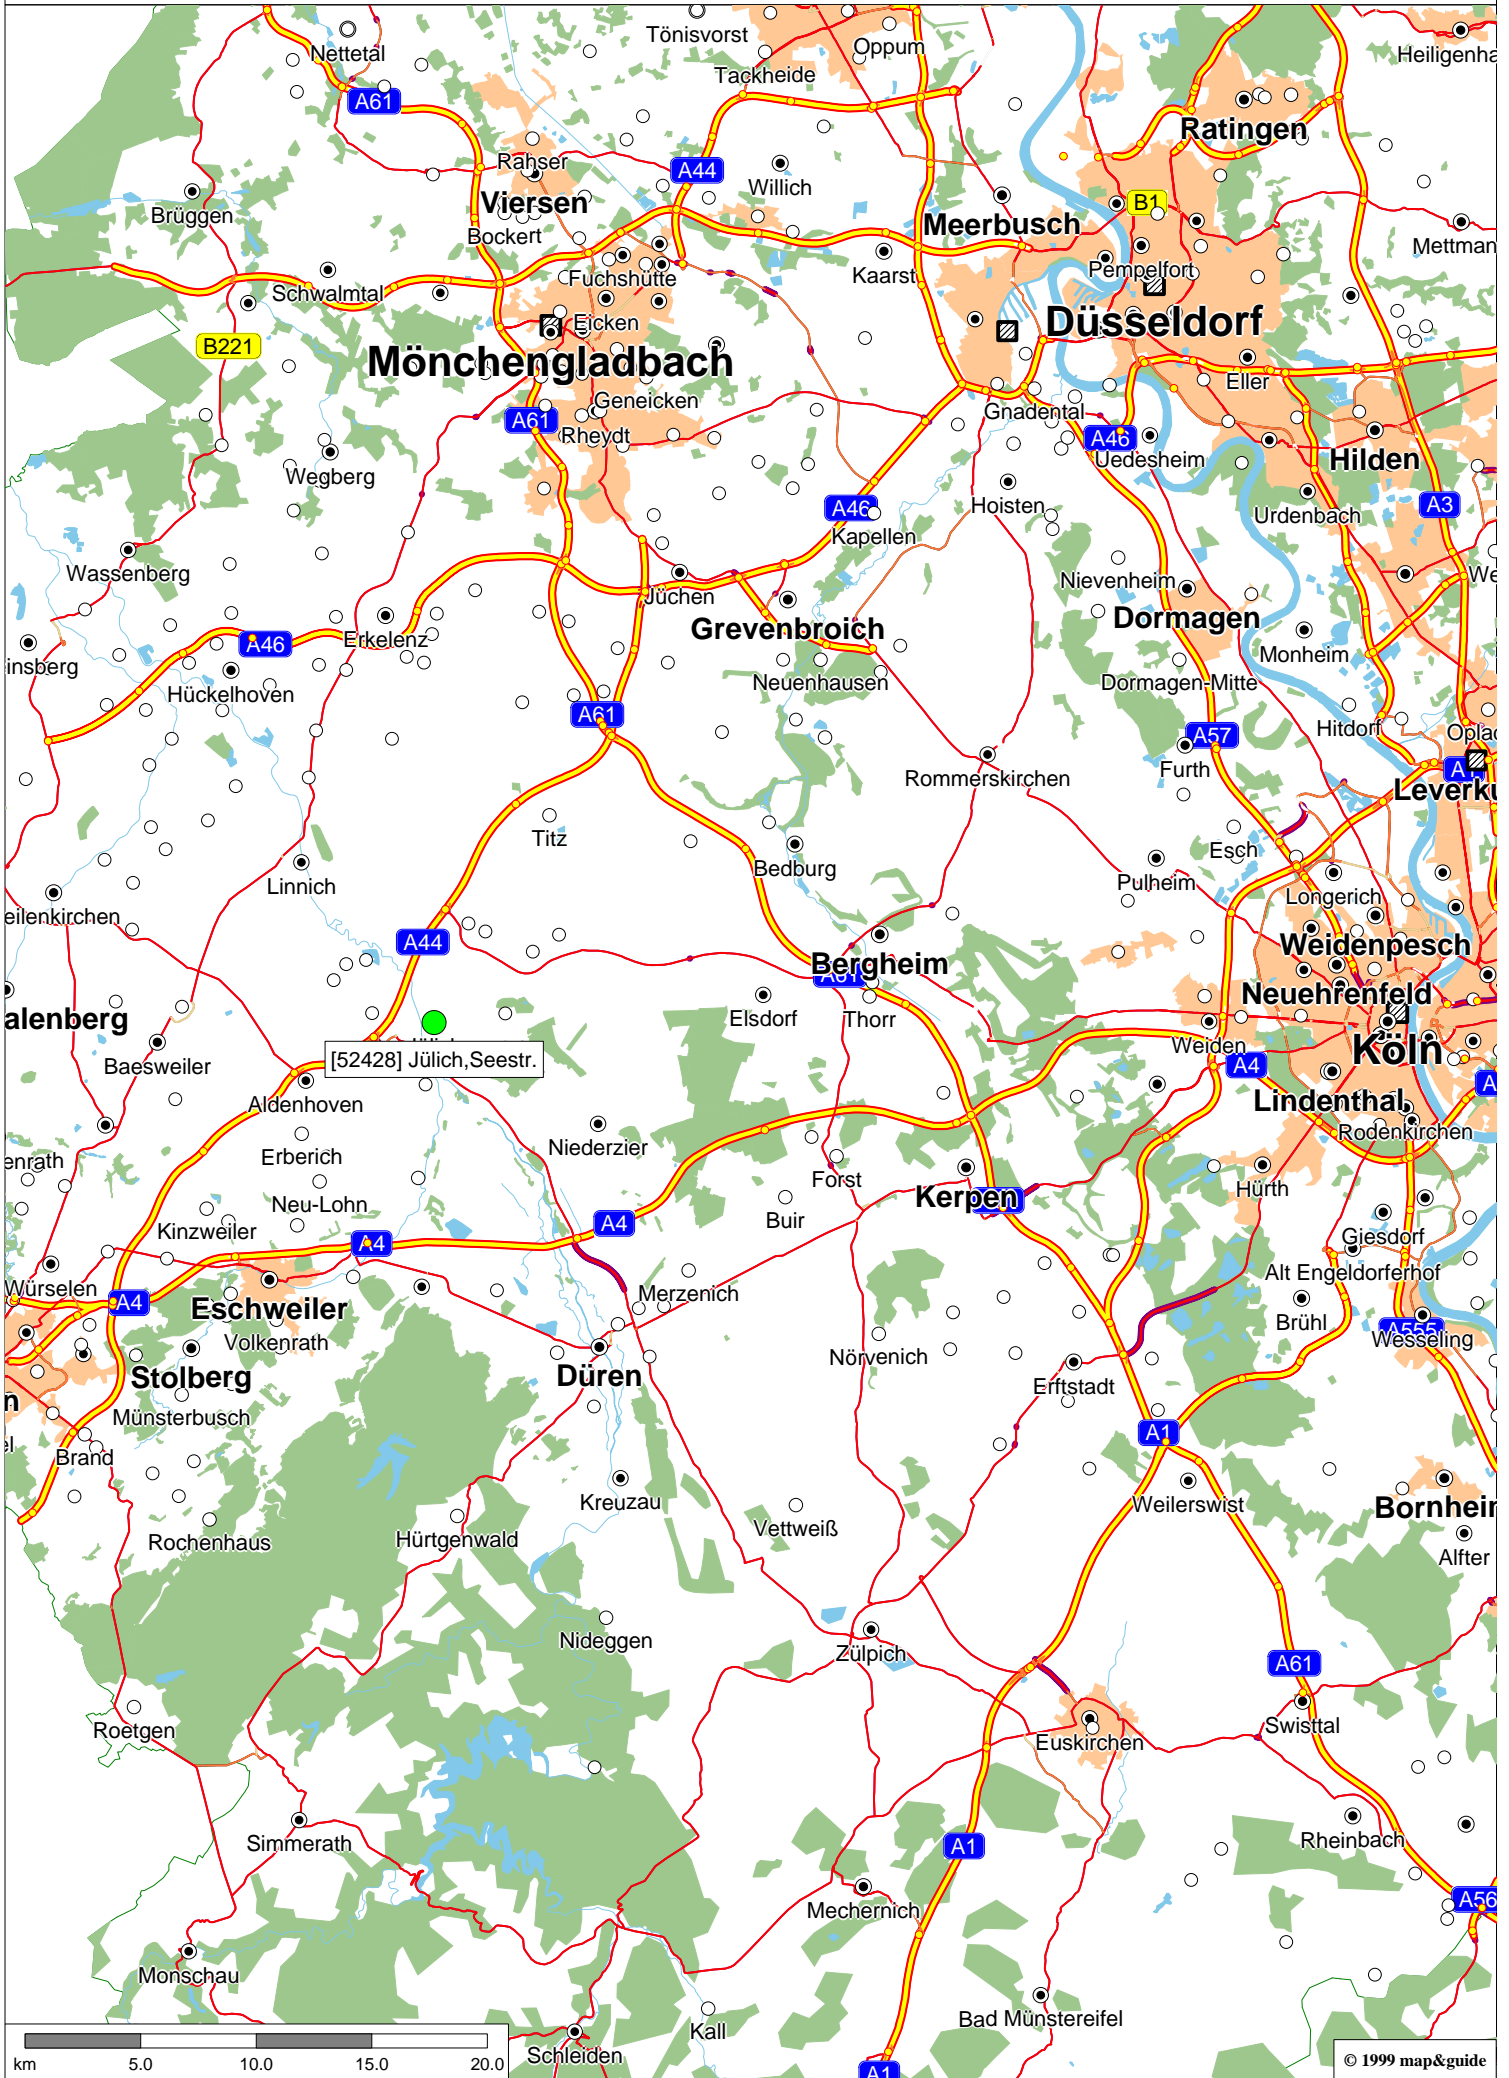 Nettetal
Tönisvorst
Oppum
Heiligenha
Tackheide
A61
Ratingen
Rahser
A44
Willich
Viersen
B1
Brüggen
Meerbusch
Bockert
Mettman
Pempelfort
Kaarst
Fuchshütte
Schwalmtal
Eicken
Düsseldorf
B221
Mönchengladbach
Eller
Geneicken
Gnadental
A61
Rheydt
A46
Uedesheim
Hilden
Wegberg
Hoisten
A46
A3
Urdenbach
Kapellen
Wassenberg
Nievenheim
We
Jüchen
Dormagen
Grevenbroich
Erkelenz
A46
Monheim
insberg
Neuenhausen
Dormagen-Mitte
Hückelhoven
A61
Hitdorf
A57
Oplad
Furth
Rommerskirchen
Leverku
Titz
Esch
Bedburg
Pulheim
Linnich
Longerich
eilenkirchen
A44
Weidenpesch
Bergheim
Neuehrenfeld
Elsdorf
Thorr
alenberg
Weiden
Köln
[52428] Jülich,Seestr.
Baesweiler
A4
Aldenhoven
Lindenthal
Niederzier
Rodenkirchen
Erberich
enrath
Forst
Hürth
Neu-Lohn
Kerpen
Buir
Kinzweiler
A4
A4
Giesdorf
Alt Engeldorferhof
Würselen
A4
Merzenich
Eschweiler
Brühl
A555
Volkenrath
Wesseling
Nörvenich
Stolberg
Düren
Erftstadt
n
Münsterbusch
A1
el
Brand
Kreuzau
Weilerswist
Bornhei
Vettweiß
Rochenhaus
Hürtgenwald
Alfter
Nideggen
Zülpich
A61
Roetgen
Swisttal
Euskirchen
Simmerath
Rheinbach
A1
A56
Mechernich
Monschau
Bad Münstereifel
Kall
Schleiden
km 5.0 10.0 15.0 20.0
© 1999 map&guide
A1